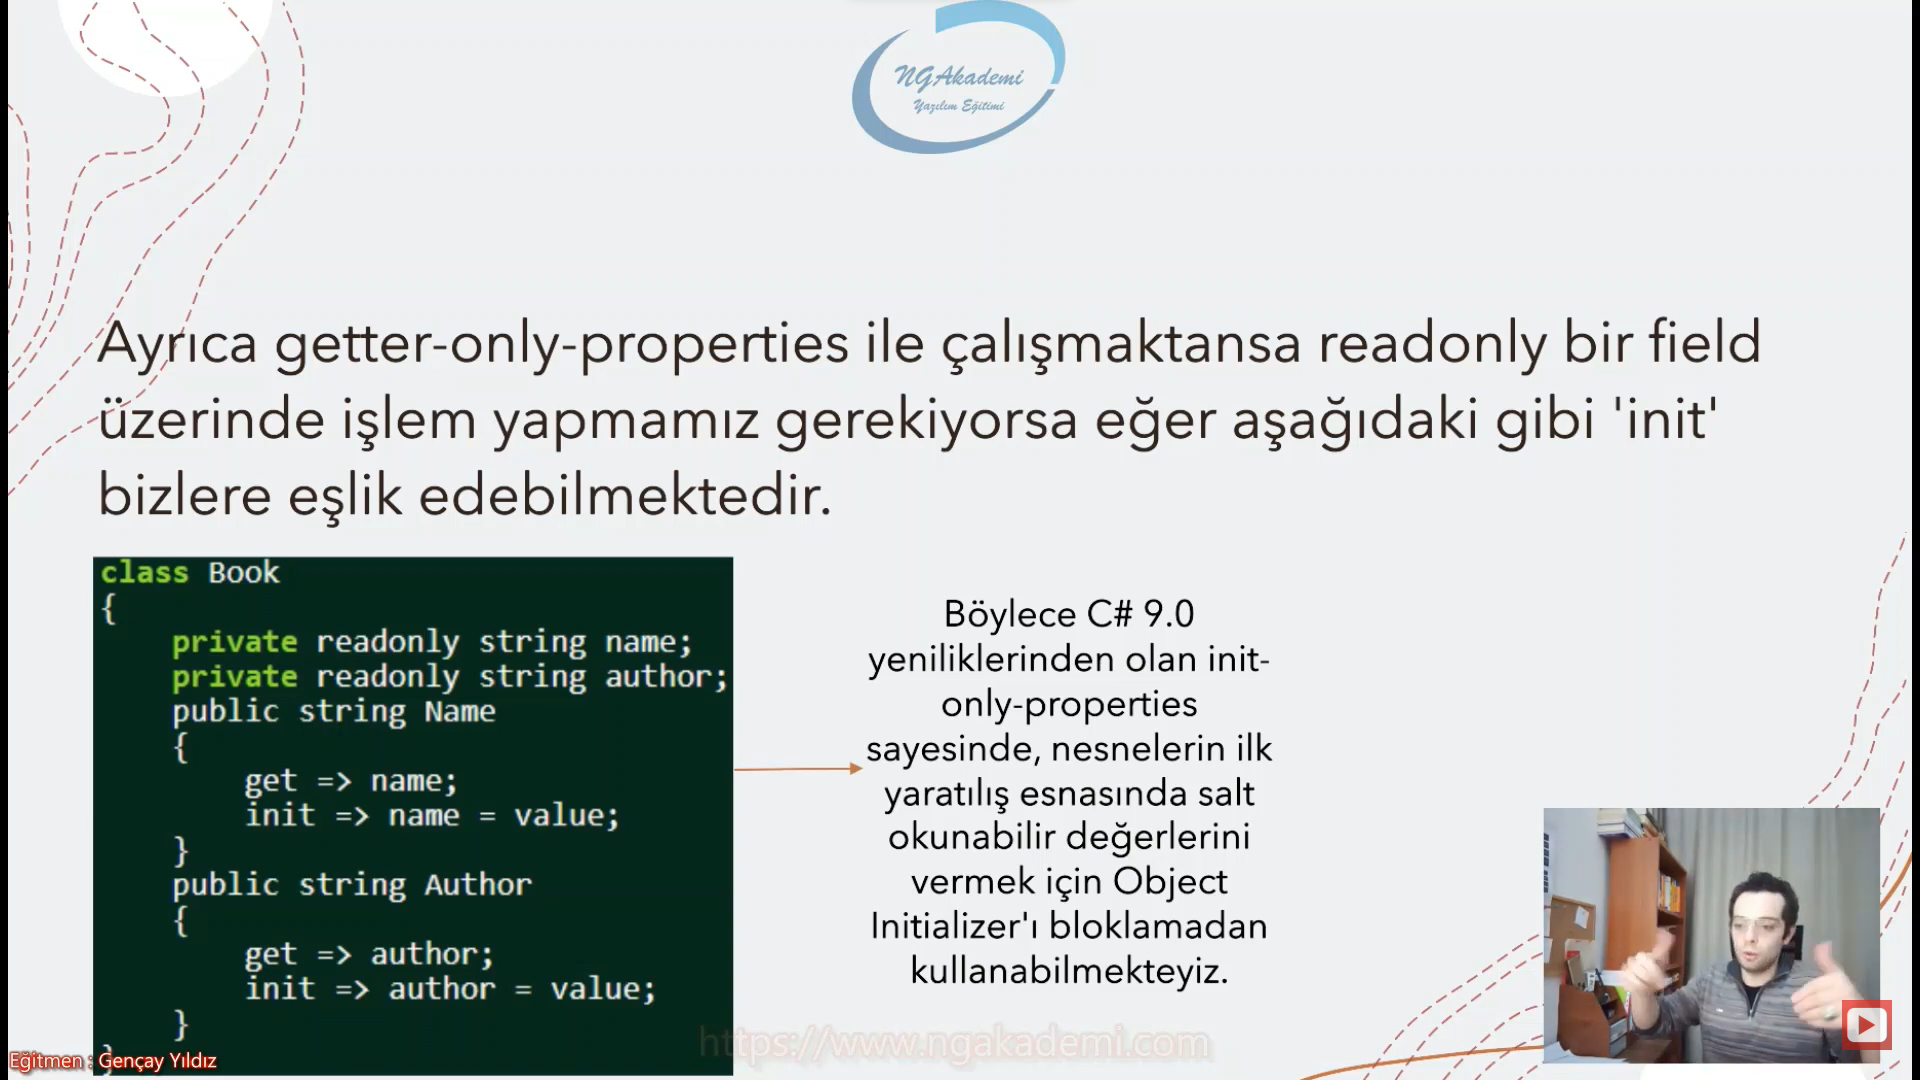 NGAkademi
Yazılım Eğitimi
Ayrıca getter-only-properties ile çalışmaktansa readonly bir field
üzerinde işlem yapmamız gerekiyorsa eğer aşağıdaki gibi 'init'
bizlere eşlik edebilmektedir.
class Book
{
private readonly string name;
private readonly string author;
public string Name
{
get => name;
init => name = value;
}
public string Author
{
get => author;
init => author = value;
}
}
Böylece C# 9.0
yeniliklerinden olan init-
only-properties
sayesinde, nesnelerin ilk
yaratılış esnasında salt
okunabilir değerlerini
vermek için Object
Initializer'ı bloklamadan
kullanabilmekteyiz.
https://www.ngakademi.com
Eğitmen : Gençay Yıldız